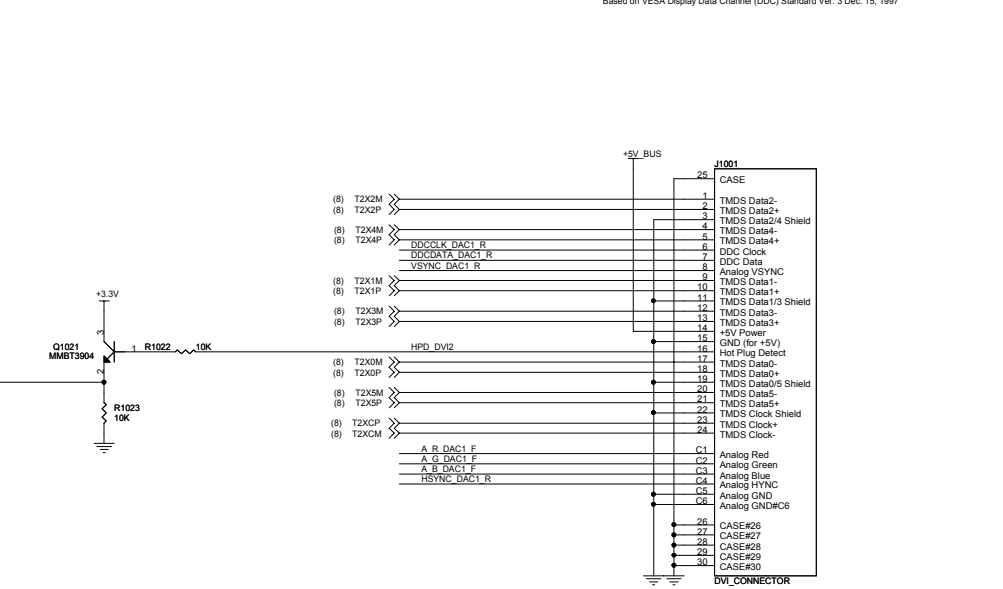 Based on VESA Display Data Channel (DDC) Standard Ver. 3 Dec. 15, 1997
+5V_BUS
J1001
25 CASE
(8) T2X2M 1 TMDS Data2-
(8) T2X2P 2 TMDS Data2+
3 TMDS Data2/4 Shield
(8) T2X4M 4 TMDS Data4-
(8) T2X4P 5 TMDS Data4+
DDCCLK_DAC1_R 6 DDC Clock
DDCDATA_DAC1_R 7 DDC Data
VSYNC_DAC1_R 8 Analog VSYNC
(8) T2X1M 9 TMDS Data1-
(8) T2X1P 10 TMDS Data1+
11 TMDS Data1/3 Shield
(8) T2X3M 12 TMDS Data3-
(8) T2X3P 13 TMDS Data3+
14 +5V Power
15 GND (for +5V)
HPD_DVI2 16 Hot Plug Detect
(8) T2X0M 17 TMDS Data0-
(8) T2X0P 18 TMDS Data0+
19 TMDS Data0/5 Shield
(8) T2X5M 20 TMDS Data5-
(8) T2X5P 21 TMDS Data5+
22 TMDS Clock Shield
(8) T2XCP 23 TMDS Clock+
(8) T2XCM 24 TMDS Clock-
A_R_DAC1_F C1 Analog Red
A_G_DAC1_F C2 Analog Green
A_B_DAC1_F C3 Analog Blue
HSYNC_DAC1_R C4 Analog HYNC
C5 Analog GND
C6 Analog GND#C6
26 CASE#26
27 CASE#27
28 CASE#28
29 CASE#29
30 CASE#30
DVI_CONNECTOR
+3.3V
3
Q1021
MMBT3904
1 R1022 10K
2
R1023
10K